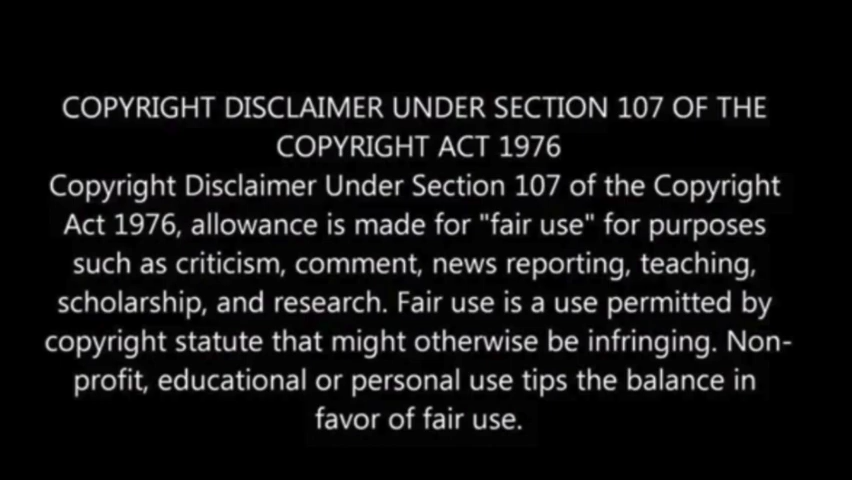 COPYRIGHT DISCLAIMER UNDER SECTION 107 OF THE
COPYRIGHT ACT 1976
Copyright Disclaimer Under Section 107 of the Copyright
Act 1976, allowance is made for "fair use" for purposes
such as criticism, comment, news reporting, teaching,
scholarship, and research. Fair use is a use permitted by
copyright statute that might otherwise be infringing. Non-
profit, educational or personal use tips the balance in
favor of fair use.